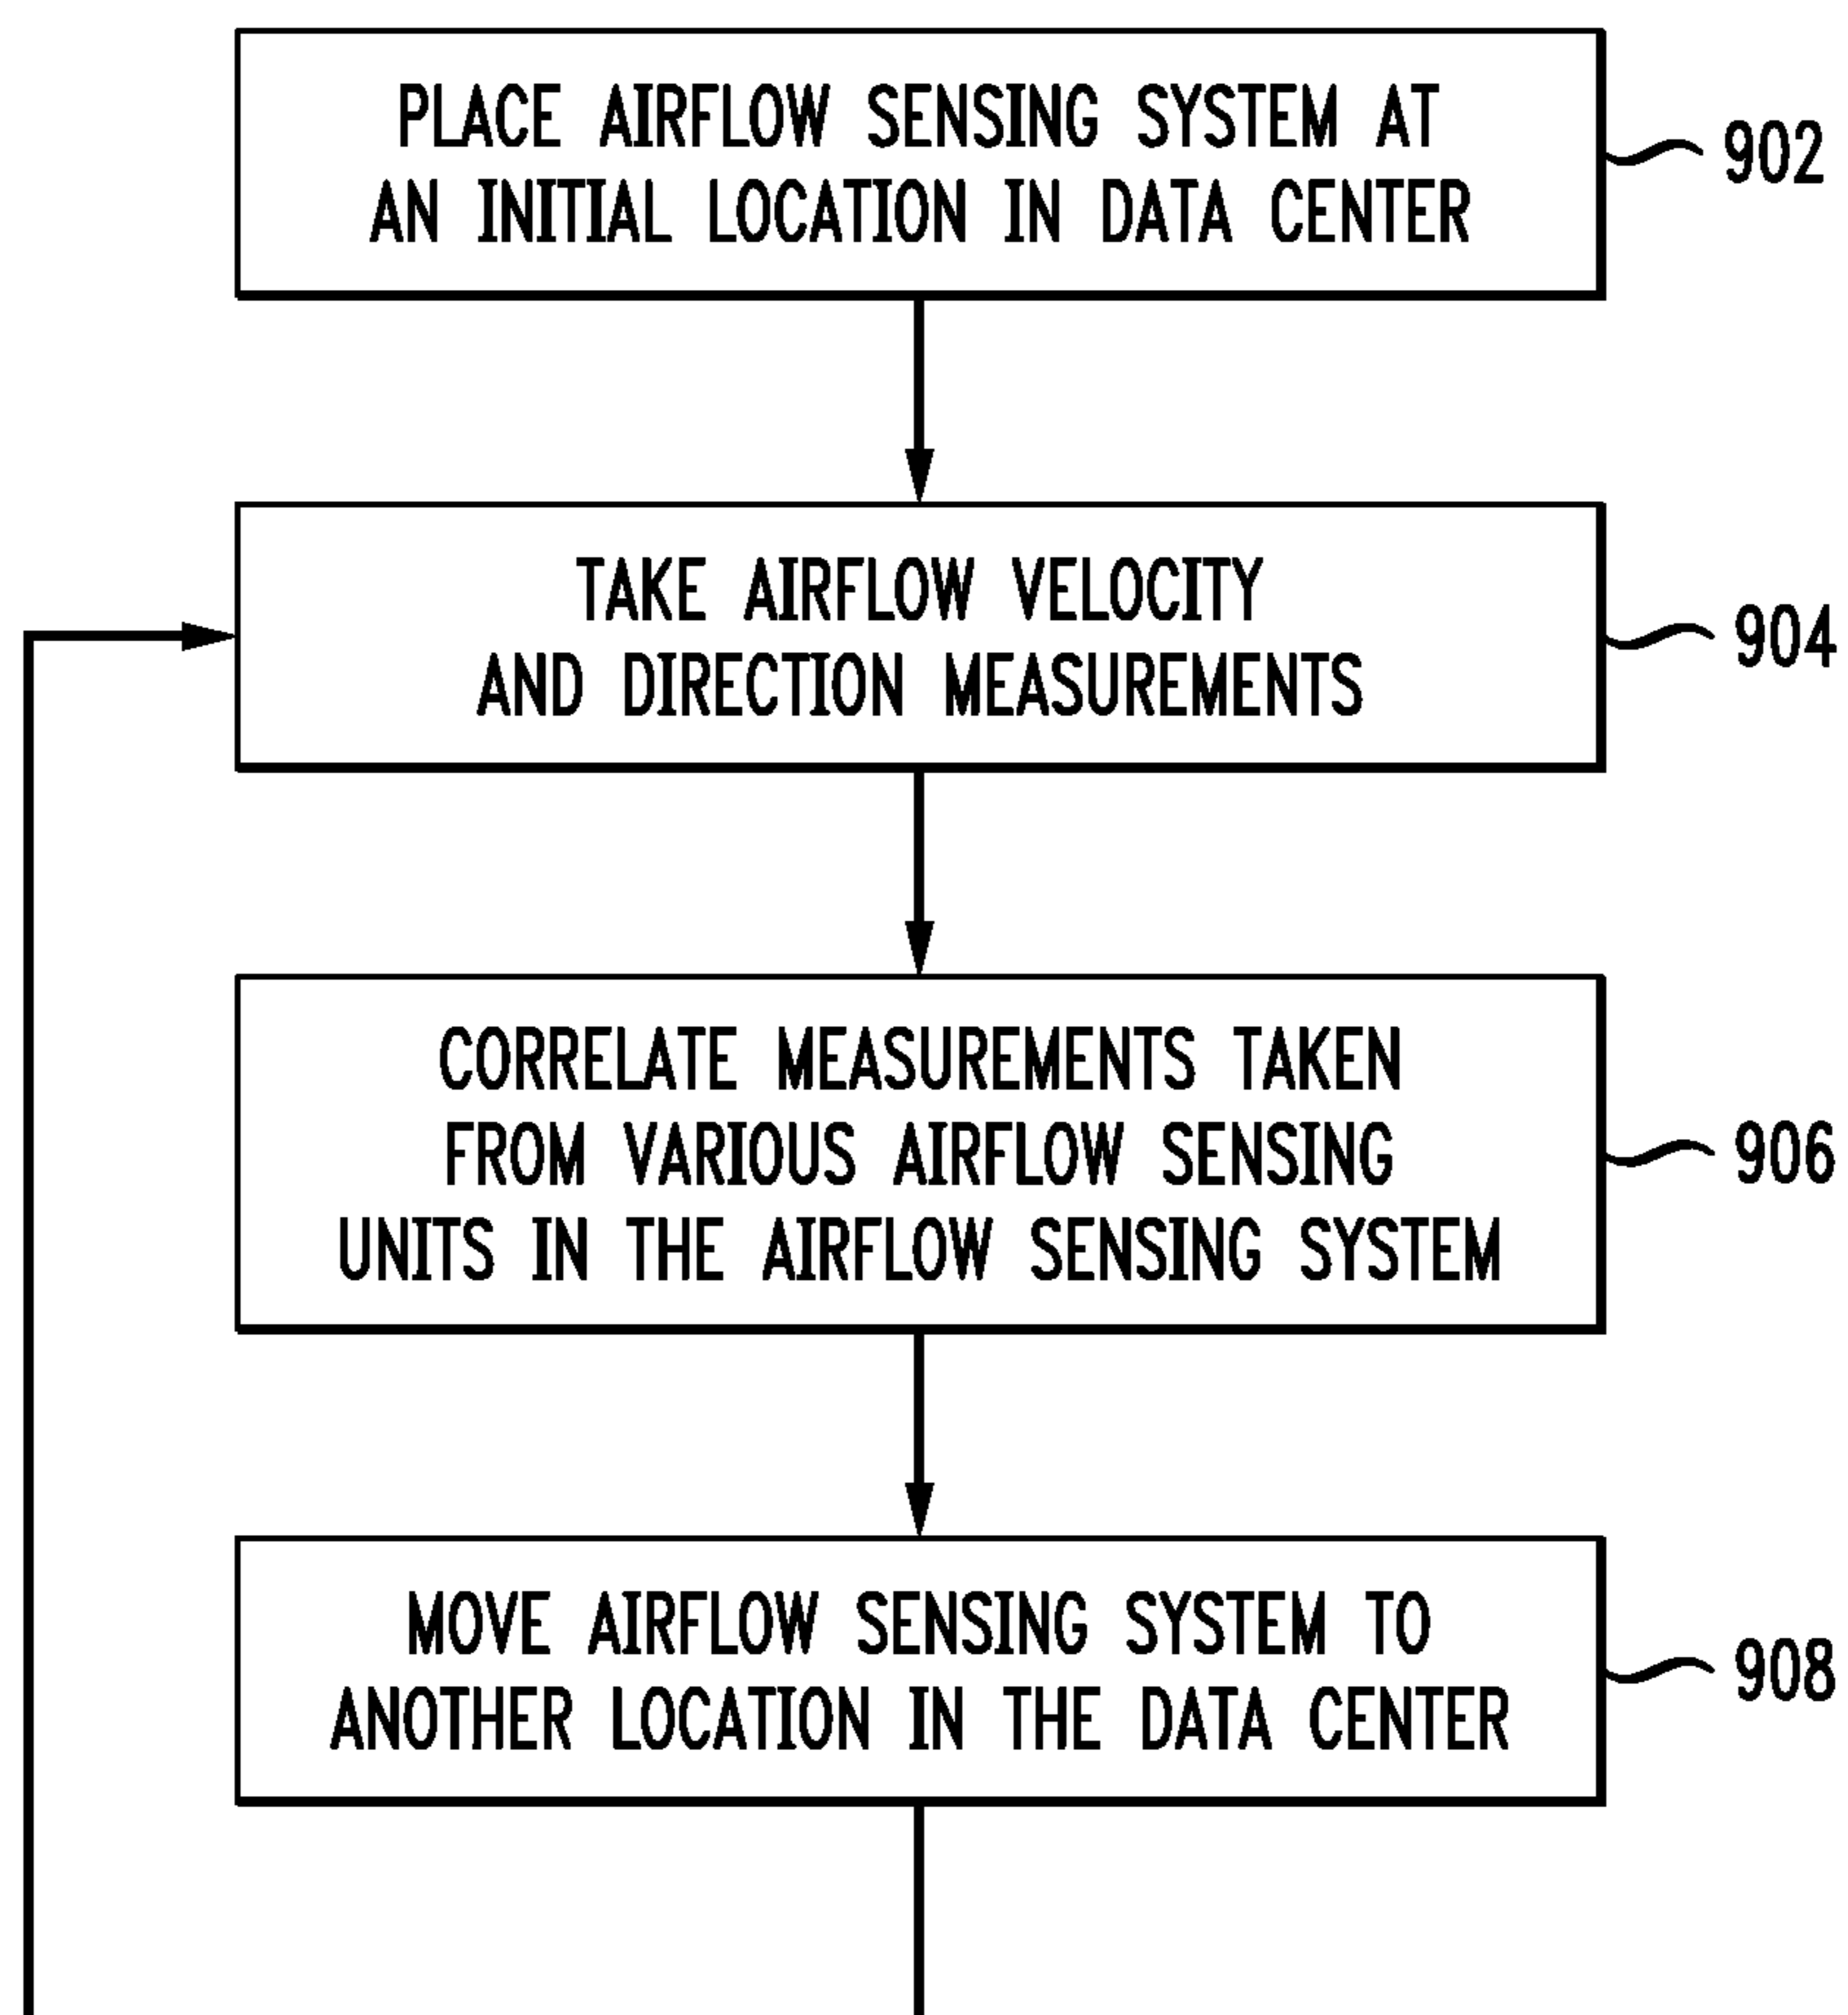 PLACE AIRFLOW SENSING SYSTEM AT
AN INITIAL LOCATION IN DATA CENTER
902
TAKE AIRFLOW VELOCITY
AND DIRECTION MEASUREMENTS
904
CORRELATE MEASUREMENTS TAKEN
FROM VARIOUS AIRFLOW SENSING
UNITS IN THE AIRFLOW SENSING SYSTEM
906
MOVE AIRFLOW SENSING SYSTEM TO
ANOTHER LOCATION IN THE DATA CENTER
908